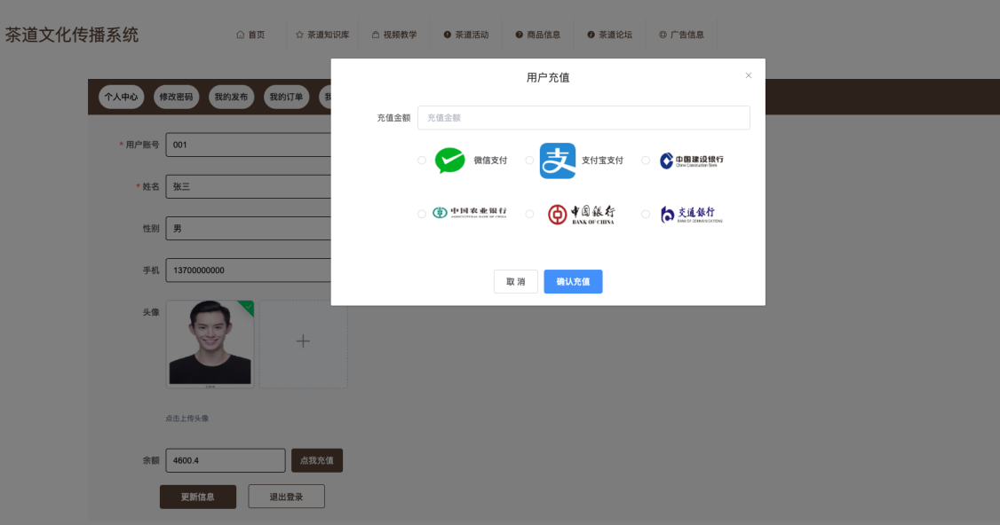 茶道文化传播系统
首页
茶道知识库
视频教学
茶道活动
商品信息
茶道论坛
广告信息
用户充值
个人中心
修改密码
我的发布
我的订单
充值金额
充值金额
* 用户账号
001
微信支付
支
支付宝支付
中国建设银行
China Construction Bank
* 姓名
张三
中国农业银行
AGRICULTURAL BANK OF CHINA
中国银行
BANK OF CHINA
交通银行
BANK OF COMMUNICATIONS
性别
男
手机
13700000000
取 消
确认充值
头像
点击上传头像
余额
4600.4
点我充值
更新信息
退出登录